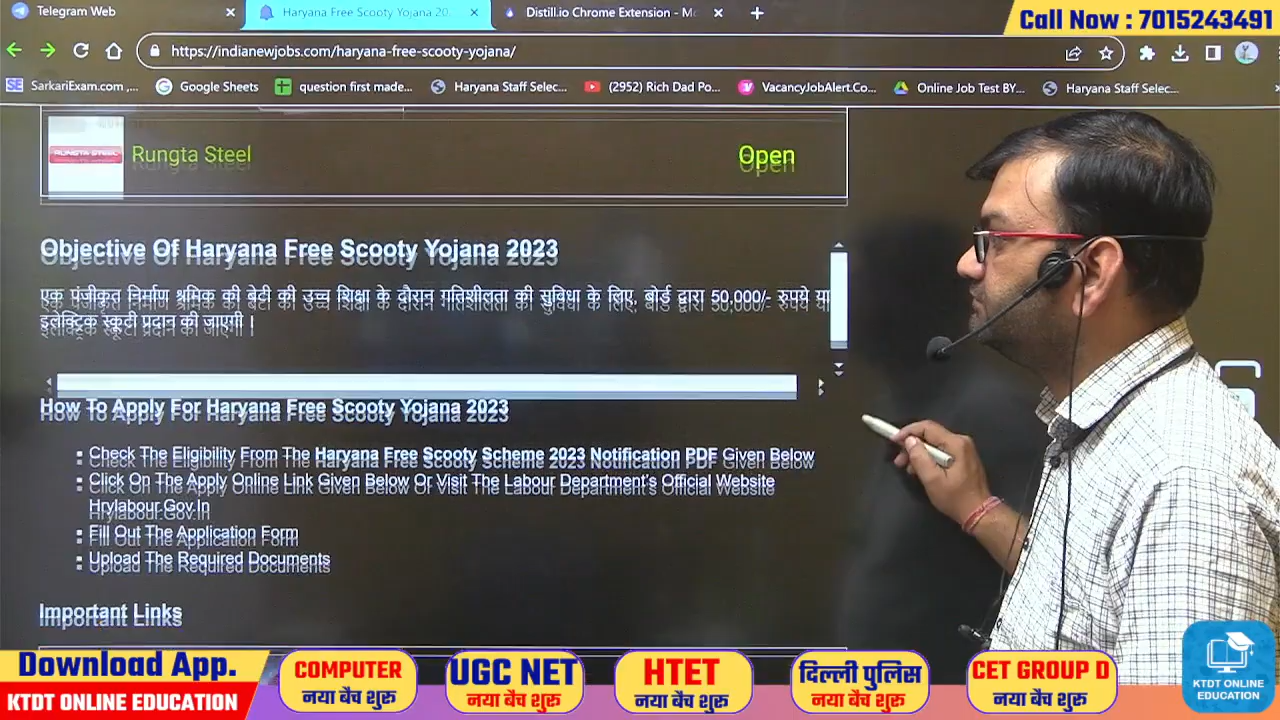 Telegram Web
Haryana Free Scooty Yojana 20
Distill.io Chrome Extension - Mo
Call Now : 7015243491
https://indianewjobs.com/haryana-free-scooty-yojana/
SE SarkariExam.com ,...
Google Sheets
question first made...
Haryana Staff Selec...
(2952) Rich Dad Po...
VacancyJobAlert.Co...
Online Job Test BY...
Haryana Staff Selec...
RUNGTA STEEL
Rungta Steel
Open
Objective Of Haryana Free Scooty Yojana 2023
एक पंजीकृत निर्माण श्रमिक की बेटी की उच्च शिक्षा के दौरान गतिशीलता की सुविधा के लिए, बोर्ड द्वारा 50,000/- रुपये या
इलेक्ट्रिक स्कूटी प्रदान की जाएगी।
How To Apply For Haryana Free Scooty Yojana 2023
Check The Eligibility From The Haryana Free Scooty Scheme 2023 Notification PDF Given Below
Click On The Apply Online Link Given Below Or Visit The Labour Department's Official Website
Hrylabour.Gov.In
Fill Out The Application Form
Upload The Required Documents
Important Links
Download App.
KTDT ONLINE EDUCATION
COMPUTER
नया बैच शुरू
UGC NET
नया बैच शुरू
HTET
नया बैच शुरू
दिल्ली पुलिस
नया बैच शुरू
CET GROUP D
नया बैच शुरू
KTDT ONLINE
EDUCATION